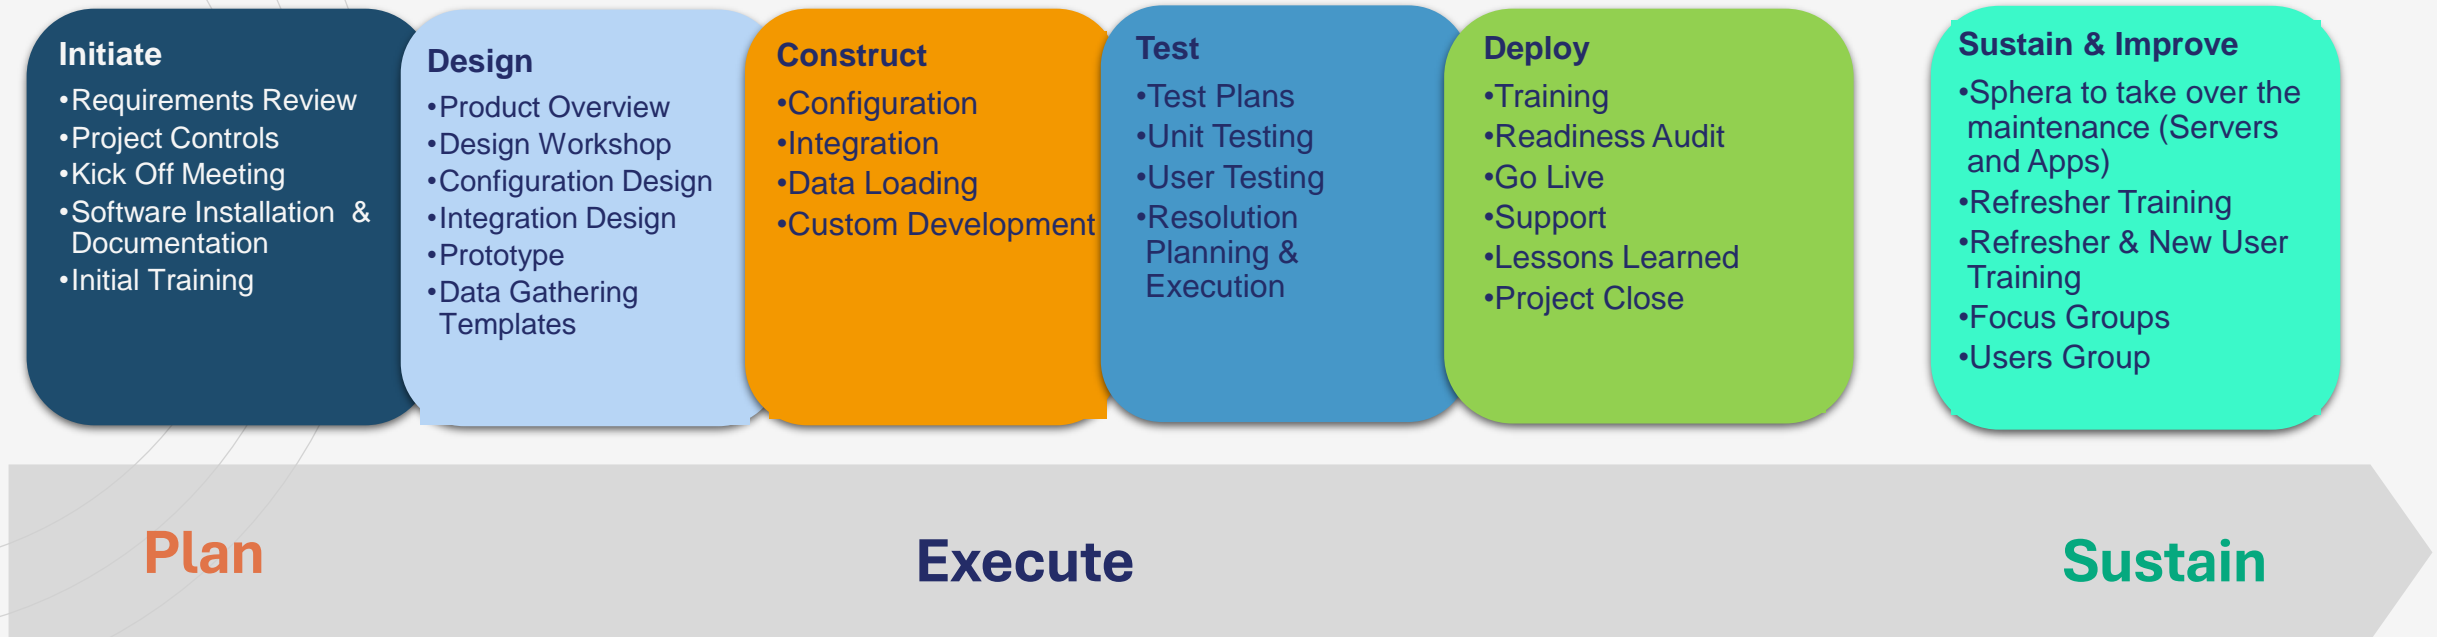 Initiate
•Requirements Review
•Project Controls
•Kick Off Meeting
•Software Installation &
Documentation
•Initial Training
Design
•Product Overview
•Design Workshop
•Configuration Design
•Integration Design
•Prototype
•Data Gathering
Templates
Construct
•Configuration
•Integration
•Data Loading
•Custom Development
Test
•Test Plans
•Unit Testing
•User Testing
•Resolution
Planning &
Execution
Deploy
•Training
•Readiness Audit
•Go Live
•Support
•Lessons Learned
•Project Close
Sustain & Improve
•Sphera to take over the
maintenance (Servers
and Apps)
•Refresher Training
•Refresher & New User
Training
•Focus Groups
•Users Group
Plan
Execute
Sustain